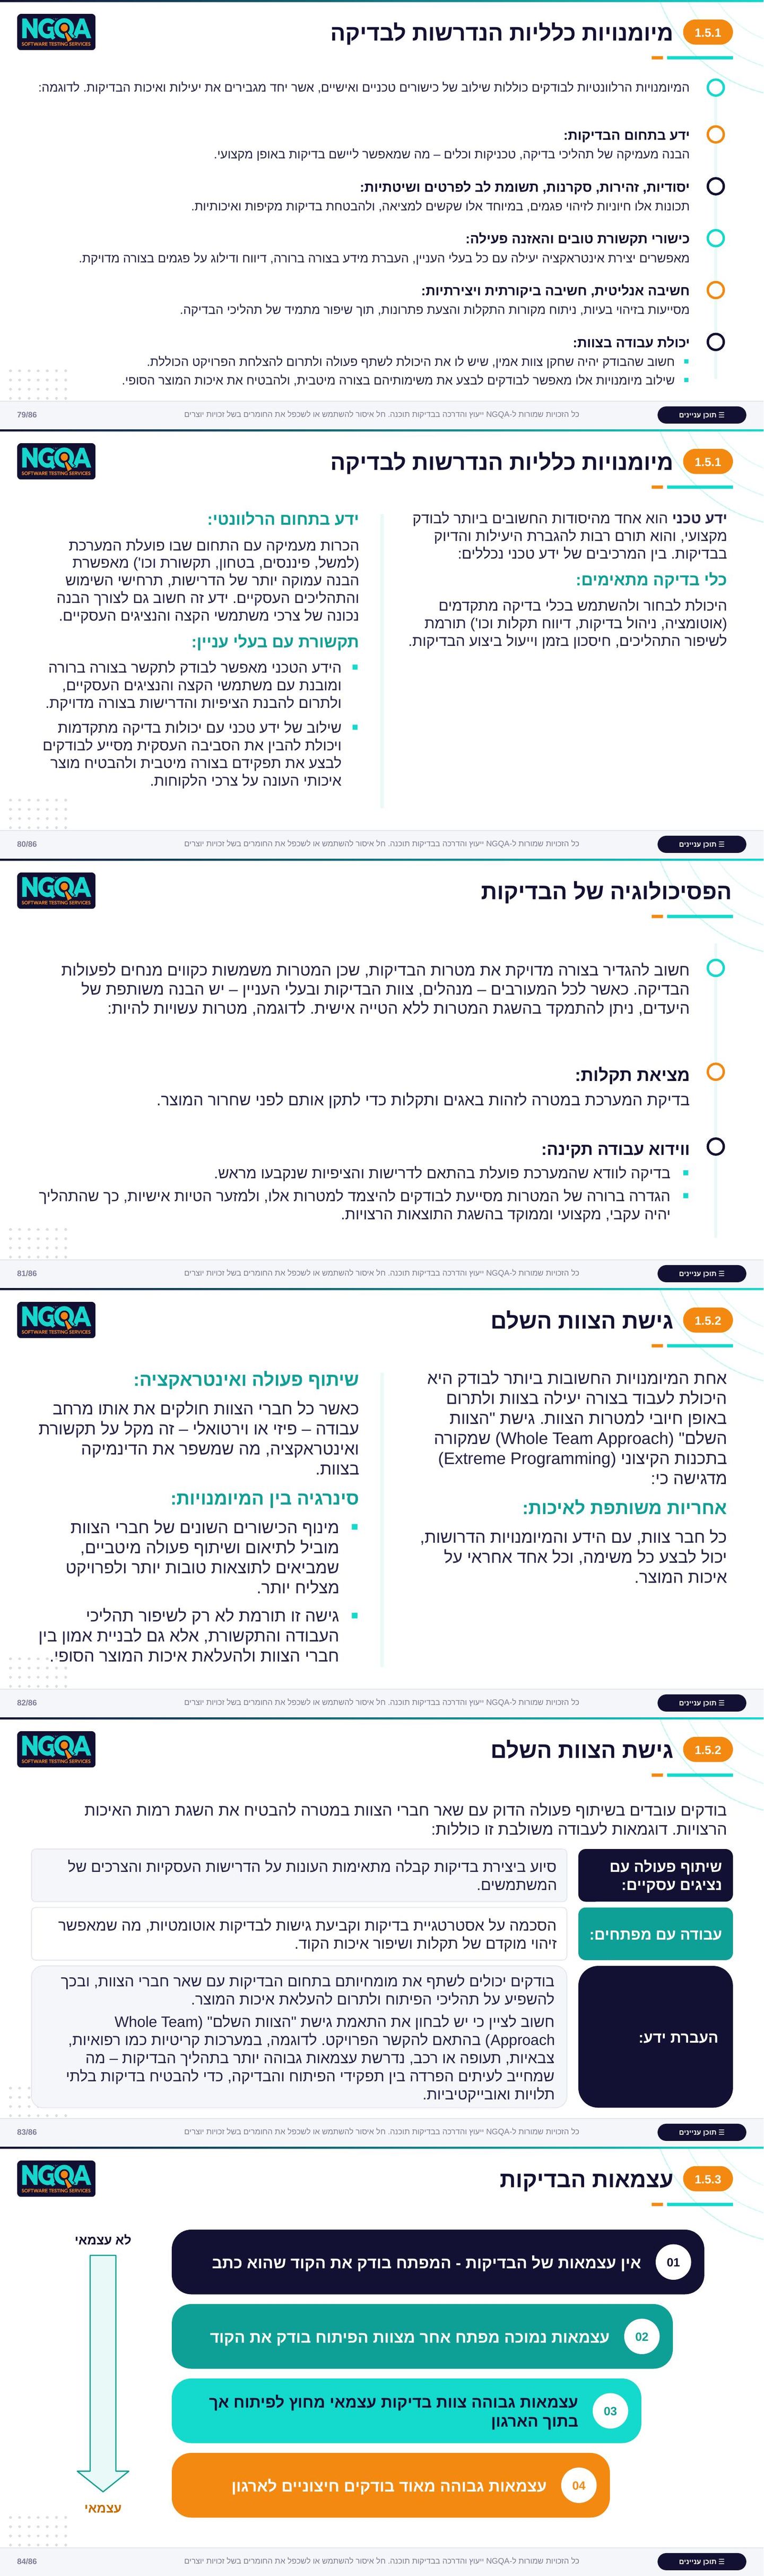 1.5.1
מיומנויות כלליות הנדרשות לבדיקה
NGQA
SOFTWARE TESTING SERVICES
המיומנויות הרלוונטיות לבודקים כוללות שילוב של כישורים טכניים ואישיים, אשר יחד מגבירים את יעילות ואיכות הבדיקות. לדוגמה:
ידע בתחום הבדיקות:
הבנה מעמיקה של תהליכי בדיקה, טכניקות וכלים – מה שמאפשר ליישם בדיקות באופן מקצועי.
יסודיות, זהירות, סקרנות, תשומת לב לפרטים ושיטתיות:
תכונות אלו חיוניות לזיהוי פגמים, במיוחד אלו שקשים למציאה, ולהבטחת בדיקות מקיפות ואיכותיות.
כישורי תקשורת טובים והאזנה פעילה:
מאפשרים יצירת אינטראקציה יעילה עם כל בעלי העניין, העברת מידע בצורה ברורה, דיווח ודילוג על פגמים בצורה מדויקת.
חשיבה אנליטית, חשיבה ביקורתית ויצירתיות:
מסייעות בזיהוי בעיות, ניתוח מקורות התקלות והצעת פתרונות, תוך שיפור מתמיד של תהליכי הבדיקה.
יכולת עבודה בצוות:
▪ חשוב שהבודק יהיה שחקן צוות אמין, שיש לו את היכולת לשתף פעולה ולתרום להצלחת הפרויקט הכוללת.
▪ שילוב מיומנויות אלו מאפשר לבודקים לבצע את משימותיהם בצורה מיטבית, ולהבטיח את איכות המוצר הסופי.
☰ תוכן עניינים
כל הזכויות שמורות ל-NGQA ייעוץ והדרכה בבדיקות תוכנה. חל איסור להשתמש או לשכפל את החומרים בשל זכויות יוצרים
79/86
1.5.1
מיומנויות כלליות הנדרשות לבדיקה
NGQA
SOFTWARE TESTING SERVICES
ידע טכני הוא אחד מהיסודות החשובים ביותר לבודק
מקצועי, והוא תורם רבות להגברת היעילות והדיוק
בבדיקות. בין המרכיבים של ידע טכני נכללים:
כלי בדיקה מתאימים:
היכולת לבחור ולהשתמש בכלי בדיקה מתקדמים
(אוטומציה, ניהול בדיקות, דיווח תקלות וכו') תורמת
לשיפור התהליכים, חיסכון בזמן וייעול ביצוע הבדיקות.
ידע בתחום הרלוונטי:
הכרות מעמיקה עם התחום שבו פועלת המערכת
(למשל, פיננסים, בטחון, תקשורת וכו') מאפשרת
הבנה עמוקה יותר של הדרישות, תרחישי השימוש
והתהליכים העסקיים. ידע זה חשוב גם לצורך הבנה
נכונה של צרכי משתמשי הקצה והנציגים העסקיים.
תקשורת עם בעלי עניין:
▪ הידע הטכני מאפשר לבודק לתקשר בצורה ברורה
ומובנת עם משתמשי הקצה והנציגים העסקיים,
ולתרום להבנת הציפיות והדרישות בצורה מדויקת.
▪ שילוב של ידע טכני עם יכולות בדיקה מתקדמות
ויכולת להבין את הסביבה העסקית מסייע לבודקים
לבצע את תפקידם בצורה מיטבית ולהבטיח מוצר
איכותי העונה על צרכי הלקוחות.
☰ תוכן עניינים
כל הזכויות שמורות ל-NGQA ייעוץ והדרכה בבדיקות תוכנה. חל איסור להשתמש או לשכפל את החומרים בשל זכויות יוצרים
80/86
הפסיכולוגיה של הבדיקות
NGQA
SOFTWARE TESTING SERVICES
חשוב להגדיר בצורה מדויקת את מטרות הבדיקות, שכן המטרות משמשות כקווים מנחים לפעולות
הבדיקה. כאשר לכל המעורבים – מנהלים, צוות הבדיקות ובעלי העניין – יש הבנה משותפת של
היעדים, ניתן להתמקד בהשגת המטרות ללא הטייה אישית. לדוגמה, מטרות עשויות להיות:
מציאת תקלות:
בדיקת המערכת במטרה לזהות באגים ותקלות כדי לתקן אותם לפני שחרור המוצר.
ווידוא עבודה תקינה:
▪ בדיקה לוודא שהמערכת פועלת בהתאם לדרישות והציפיות שנקבעו מראש.
▪ הגדרה ברורה של המטרות מסייעת לבודקים להיצמד למטרות אלו, ולמזער הטיות אישיות, כך שהתהליך
יהיה עקבי, מקצועי וממוקד בהשגת התוצאות הרצויות.
☰ תוכן עניינים
כל הזכויות שמורות ל-NGQA ייעוץ והדרכה בבדיקות תוכנה. חל איסור להשתמש או לשכפל את החומרים בשל זכויות יוצרים
81/86
1.5.2
גישת הצוות השלם
NGQA
SOFTWARE TESTING SERVICES
אחת המיומנויות החשובות ביותר לבודק היא
היכולת לעבוד בצורה יעילה בצוות ולתרום
באופן חיובי למטרות הצוות. גישת "הצוות
השלם" (Whole Team Approach) שמקורה
בתכנות הקיצוני (Extreme Programming)
מדגישה כי:
אחריות משותפת לאיכות:
כל חבר צוות, עם הידע והמיומנויות הדרושות,
יכול לבצע כל משימה, וכל אחד אחראי על
איכות המוצר.
שיתוף פעולה ואינטראקציה:
כאשר כל חברי הצוות חולקים את אותו מרחב
עבודה – פיזי או וירטואלי – זה מקל על תקשורת
ואינטראקציה, מה שמשפר את הדינמיקה
בצוות.
סינרגיה בין המיומנויות:
▪ מינוף הכישורים השונים של חברי הצוות
מוביל לתיאום ושיתוף פעולה מיטביים,
שמביאים לתוצאות טובות יותר ולפרויקט
מצליח יותר.
▪ גישה זו תורמת לא רק לשיפור תהליכי
העבודה והתקשורת, אלא גם לבניית אמון בין
חברי הצוות ולהעלאת איכות המוצר הסופי.
☰ תוכן עניינים
כל הזכויות שמורות ל-NGQA ייעוץ והדרכה בבדיקות תוכנה. חל איסור להשתמש או לשכפל את החומרים בשל זכויות יוצרים
82/86
1.5.2
גישת הצוות השלם
NGQA
SOFTWARE TESTING SERVICES
בודקים עובדים בשיתוף פעולה הדוק עם שאר חברי הצוות במטרה להבטיח את השגת רמות האיכות
הרצויות. דוגמאות לעבודה משולבת זו כוללות:
שיתוף פעולה עם
נציגים עסקיים:
סיוע ביצירת בדיקות קבלה מתאימות העונות על הדרישות העסקיות והצרכים של
המשתמשים.
עבודה עם מפתחים:
הסכמה על אסטרטגיית בדיקות וקביעת גישות לבדיקות אוטומטיות, מה שמאפשר
זיהוי מוקדם של תקלות ושיפור איכות הקוד.
העברת ידע:
בודקים יכולים לשתף את מומחיותם בתחום הבדיקות עם שאר חברי הצוות, ובכך
להשפיע על תהליכי הפיתוח ולתרום להעלאת איכות המוצר.
חשוב לציין כי יש לבחון את התאמת גישת "הצוות השלם" (Whole Team
Approach) בהתאם להקשר הפרויקט. לדוגמה, במערכות קריטיות כמו רפואיות,
צבאיות, תעופה או רכב, נדרשת עצמאות גבוהה יותר בתהליך הבדיקות – מה
שמחייב לעיתים הפרדה בין תפקידי הפיתוח והבדיקה, כדי להבטיח בדיקות בלתי
תלויות ואובייקטיביות.
☰ תוכן עניינים
כל הזכויות שמורות ל-NGQA ייעוץ והדרכה בבדיקות תוכנה. חל איסור להשתמש או לשכפל את החומרים בשל זכויות יוצרים
83/86
1.5.3
עצמאות הבדיקות
NGQA
SOFTWARE TESTING SERVICES
לא עצמאי
01
אין עצמאות של הבדיקות - המפתח בודק את הקוד שהוא כתב
02
עצמאות נמוכה מפתח אחר מצוות הפיתוח בודק את הקוד
03
עצמאות גבוהה צוות בדיקות עצמאי מחוץ לפיתוח אך
בתוך הארגון
04
עצמאות גבוהה מאוד בודקים חיצוניים לארגון
עצמאי
☰ תוכן עניינים
כל הזכויות שמורות ל-NGQA ייעוץ והדרכה בבדיקות תוכנה. חל איסור להשתמש או לשכפל את החומרים בשל זכויות יוצרים
84/86